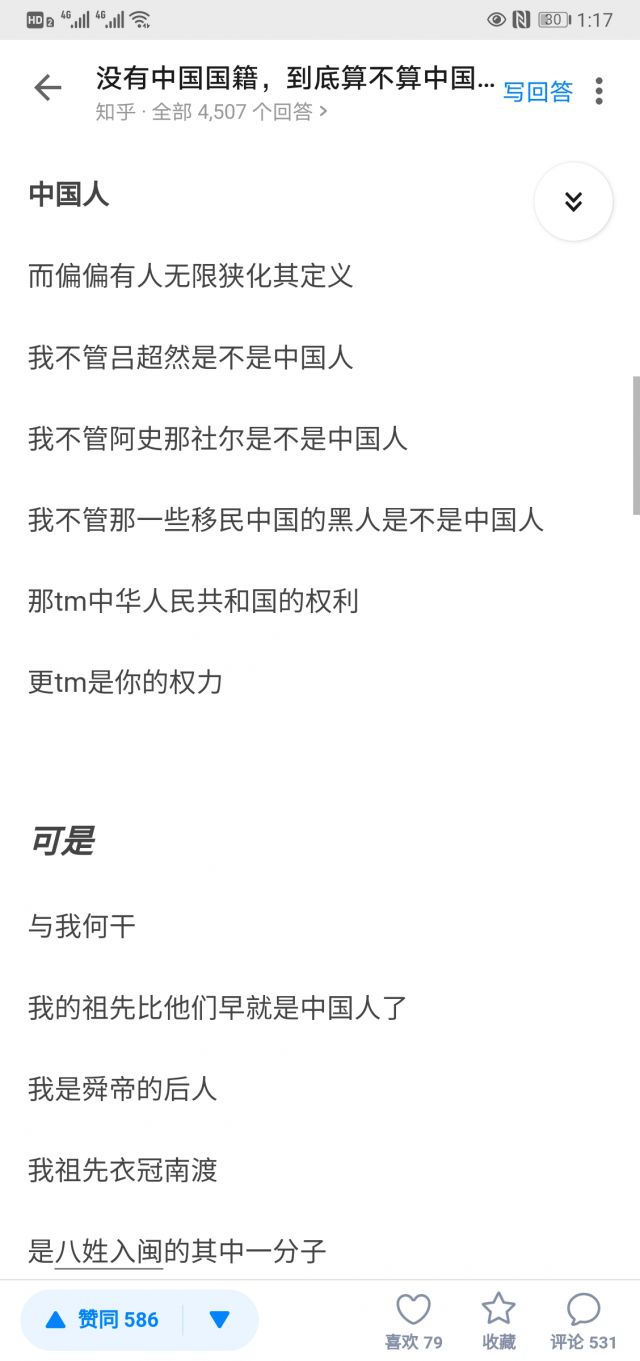 HD 2 4G 4G 80 1:17
没有中国国籍，到底算不算中国... 写回答
知乎 · 全部 4,507 个回答 >
中国人
而偏偏有人无限狭化其定义
我不管吕超然是不是中国人
我不管阿史那社尔是不是中国人
我不管那一些移民中国的黑人是不是中国人
那tm中华人民共和国的权利
更tm是你的权力
可是
与我何干
我的祖先比他们早就是中国人了
我是舜帝的后人
我祖先衣冠南渡
是八姓入闽的其中一分子
赞同 586 喜欢 79 收藏 评论 531